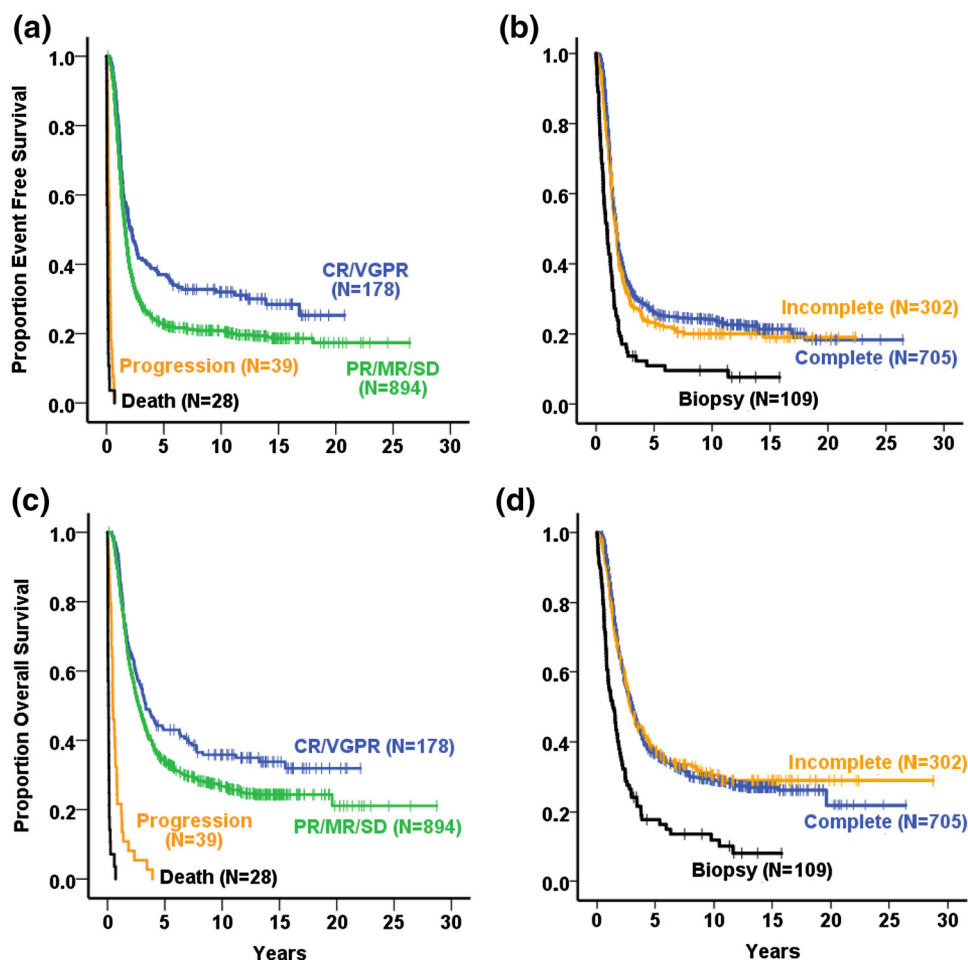 (a)
Proportion Event Free Survival
1.0
0.8
0.6
0.4
0.2
0.0
CR/VGPR
(N=178)
Progression (N=39)
PR/MR/SD
(N=894)
Death (N=28)
0 5 10 15 20 25 30
(b)
1.0
0.8
0.6
0.4
0.2
0.0
Incomplete (N=302)
Complete (N=705)
Biopsy (N=109)
0 5 10 15 20 25 30
(c)
Proportion Overall Survival
1.0
0.8
0.6
0.4
0.2
0.0
CR/VGPR (N=178)
Progression
(N=39)
PR/MR/SD (N=894)
Death (N=28)
0 5 10 15 20 25 30
Years
(d)
1.0
0.8
0.6
0.4
0.2
0.0
Incomplete (N=302)
Complete (N=705)
Biopsy (N=109)
0 5 10 15 20 25 30
Years